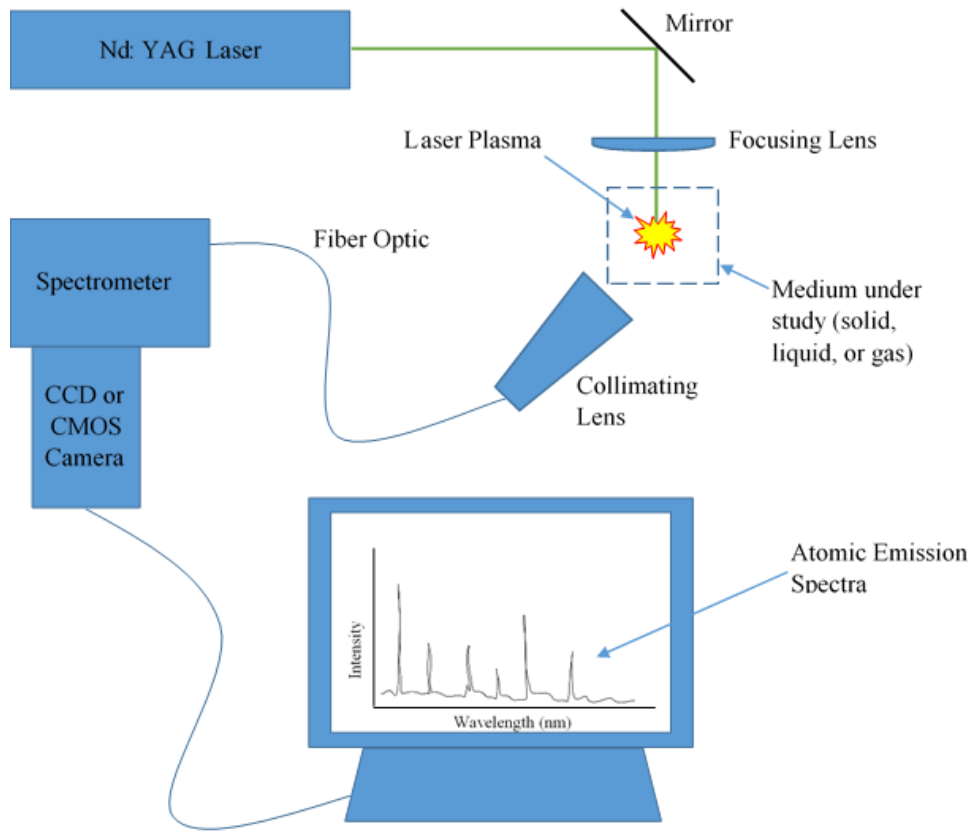 Nd: YAG Laser
Mirror
Laser Plasma
Focusing Lens
Fiber Optic
Spectrometer
Medium under
study (solid,
liquid, or gas)
CCD or
CMOS
Camera
Collimating
Lens
Atomic Emission
Spectra
Intensity
Wavelength (nm)